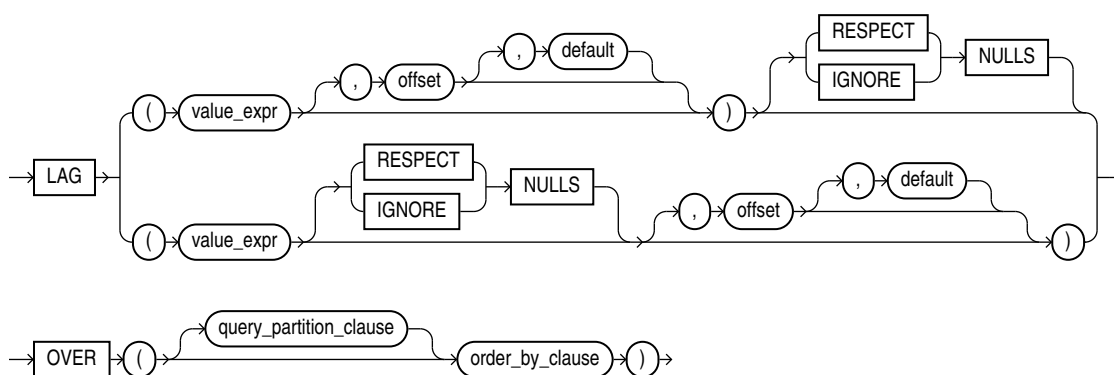 LAG ( value_expr , offset , default ) RESPECT IGNORE NULLS
( value_expr RESPECT IGNORE NULLS , offset , default )
OVER ( query_partition_clause order_by_clause )